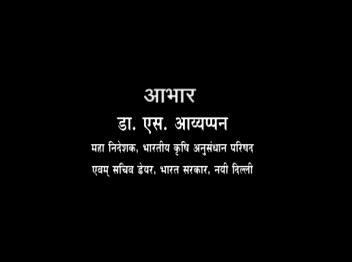 आभार
डा. एस. आय्यप्पन
महा निदेशक, भारतीय कृषि अनुसंधान परिषद
एवम् सचिव डेयर, भारत सरकार, नयी दिल्ली